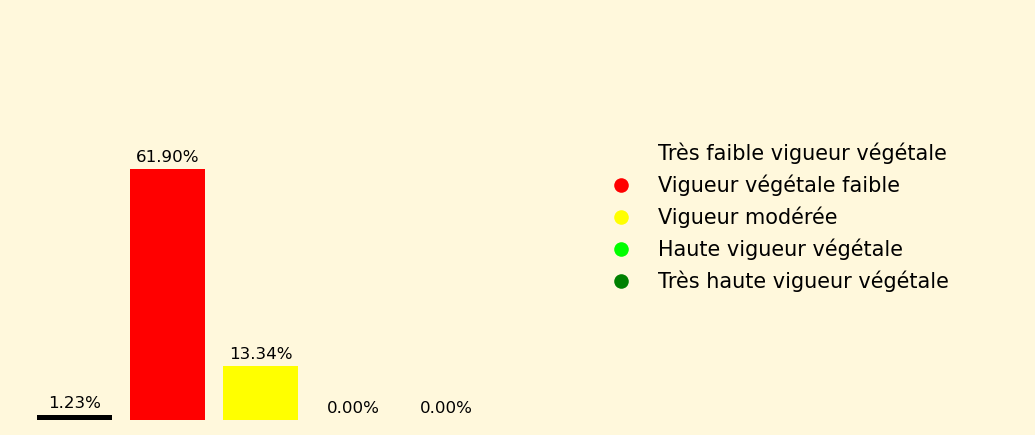 61.90%
13.34%
1.23%
0.00%
0.00%
Très faible vigueur végétale
Vigueur végétale faible
Vigueur modérée
Haute vigueur végétale
Très haute vigueur végétale